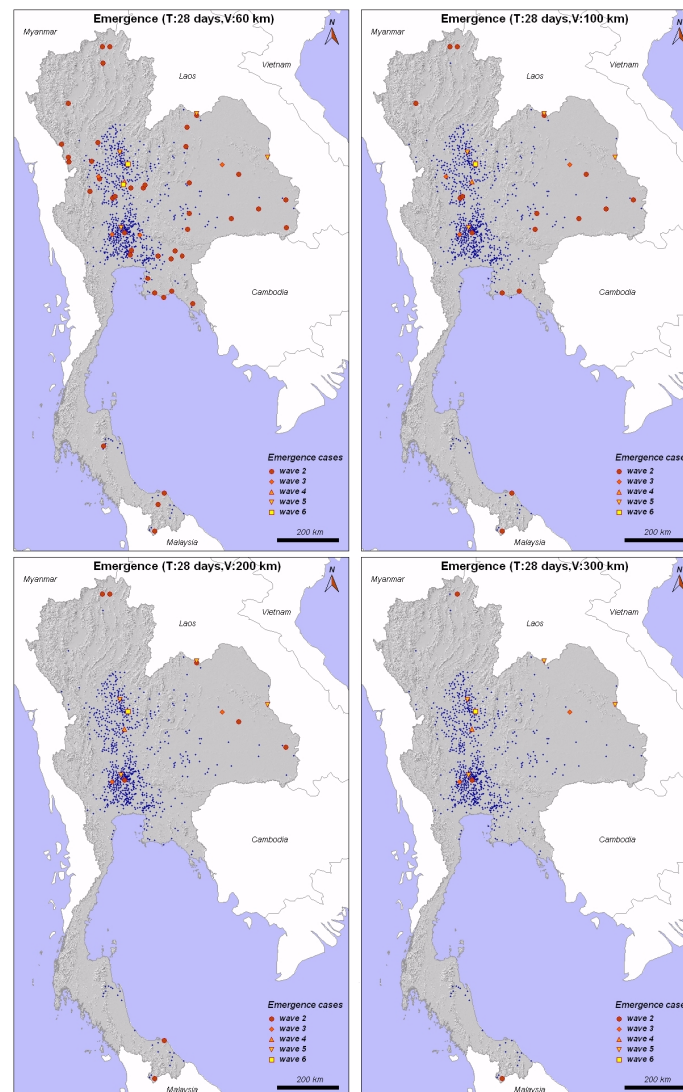 Emergence (T:28 days,V:60 km)
Myanmar
N
Laos
Vietnam
Cambodia
Emergence cases
wave 2
wave 3
wave 4
wave 5
wave 6
200 km
Malaysia
Emergence (T:28 days,V:100 km)
Myanmar
N
Laos
Vietnam
Cambodia
Emergence case
wave 2
wave 3
wave 4
wave 5
wave 6
200 km
Malaysia
Emergence (T:28 days,V:200 km)
Myanmar
N
Laos
Vietnam
Cambodia
Emergence cases
wave 2
wave 3
wave 4
wave 5
wave 6
200 km
Malaysia
Emergence (T:28 days,V:300 km)
Myanmar
N
Laos
Vietnam
Cambodia
Emergence case
wave 2
wave 3
wave 4
wave 5
wave 6
200 km
Malaysia